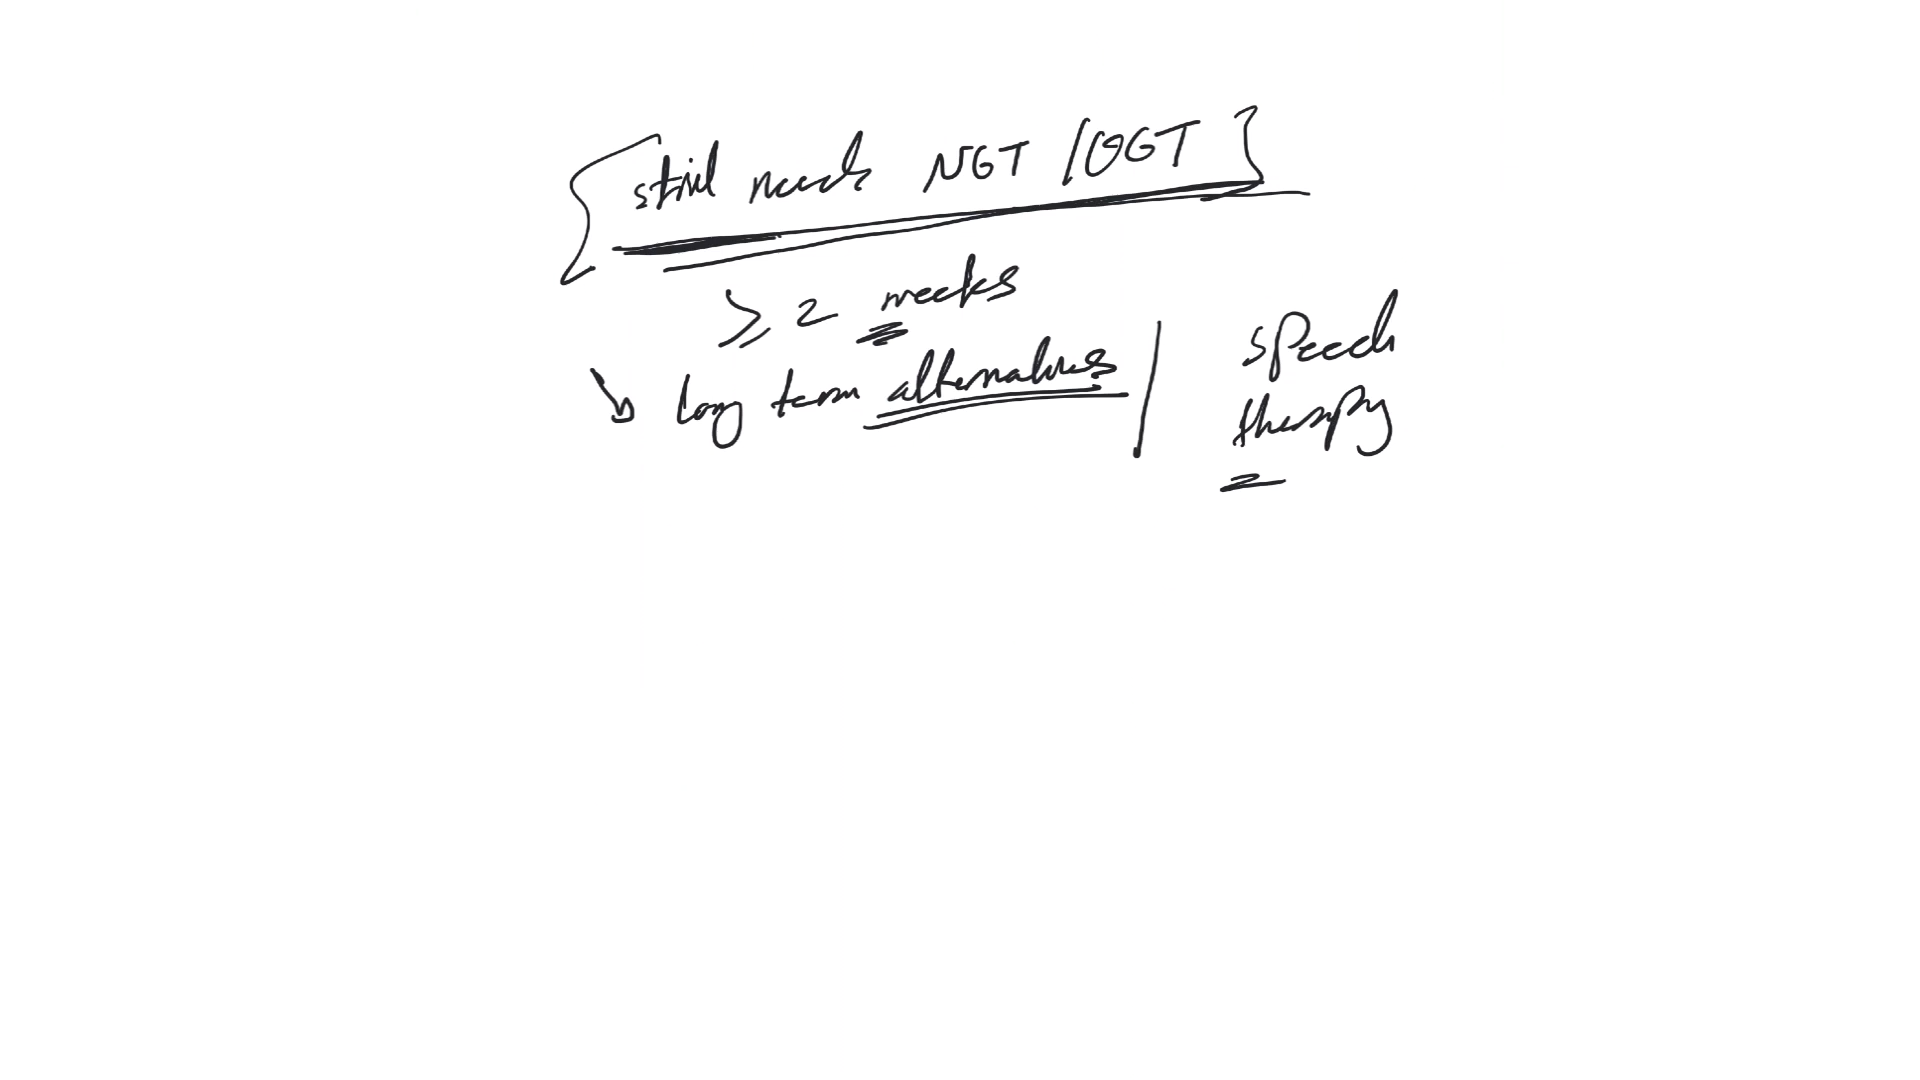 { still needs NGT / OGT }
≥ 2 weeks
↘ long term alternatives |
speech
therapy